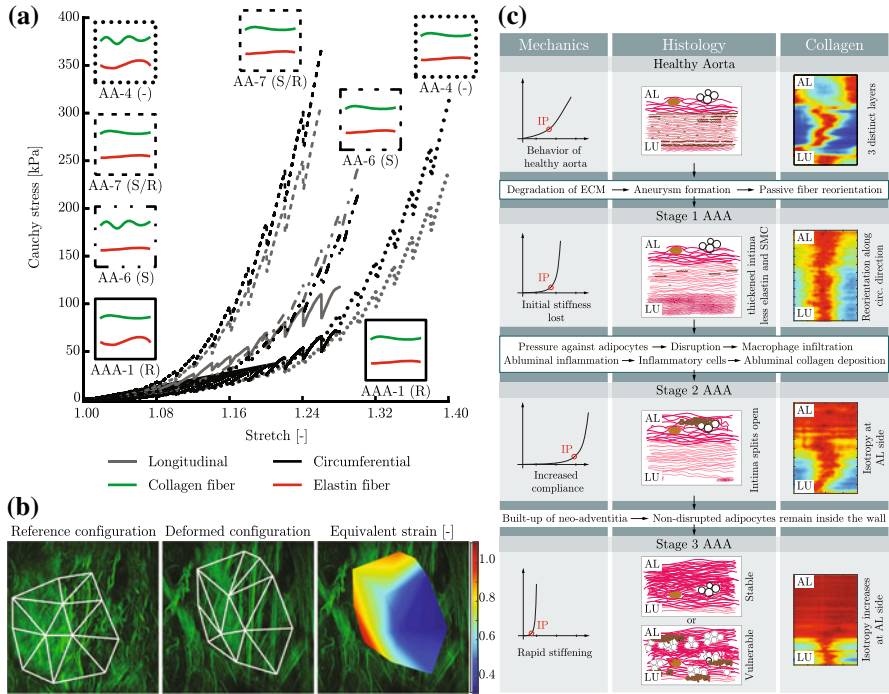 (a)
400
350
300
250
200
150
100
50
0
Cauchy stress [kPa]
1.00
1.08
1.16
1.24
1.32
1.40
Stretch [-]
AA-4 (-)
AA-7 (S/R)
AA-4 (-)
AA-7 (S/R)
AA-6 (S)
AA-6 (S)
AAA-1 (R)
AAA-1 (R)
Longitudinal
Circumferential
Collagen fiber
Elastin fiber
(b)
Reference configuration
Deformed configuration
Equivalent strain [-]
1.0
0.8
0.6
0.4
(c)
Mechanics
Histology
Collagen
Healthy Aorta
IP
Behavior of
healthy aorta
AL
LU
AL
LU
3 distinct layers
Degradation of ECM → Aneurysm formation → Passive fiber reorientation
Stage 1 AAA
IP
Initial stiffness
lost
AL
LU
thickened intima
less elastin and SMC
AL
LU
Reorientation along
circ. direction
Pressure against adipocytes → Disruption → Macrophage infiltration
Abluminal inflammation → Inflammatory cells → Abluminal collagen deposition
Stage 2 AAA
IP
Increased
compliance
AL
LU
Intima splits open
AL
LU
Isotropy at
AL side
Built-up of neo-adventitia → Non-disrupted adipocytes remain inside the wall
Stage 3 AAA
IP
Rapid stiffening
AL
LU
Stable
or
AL
LU
Vulnerable
AL
LU
Isotropy increases
at AL side